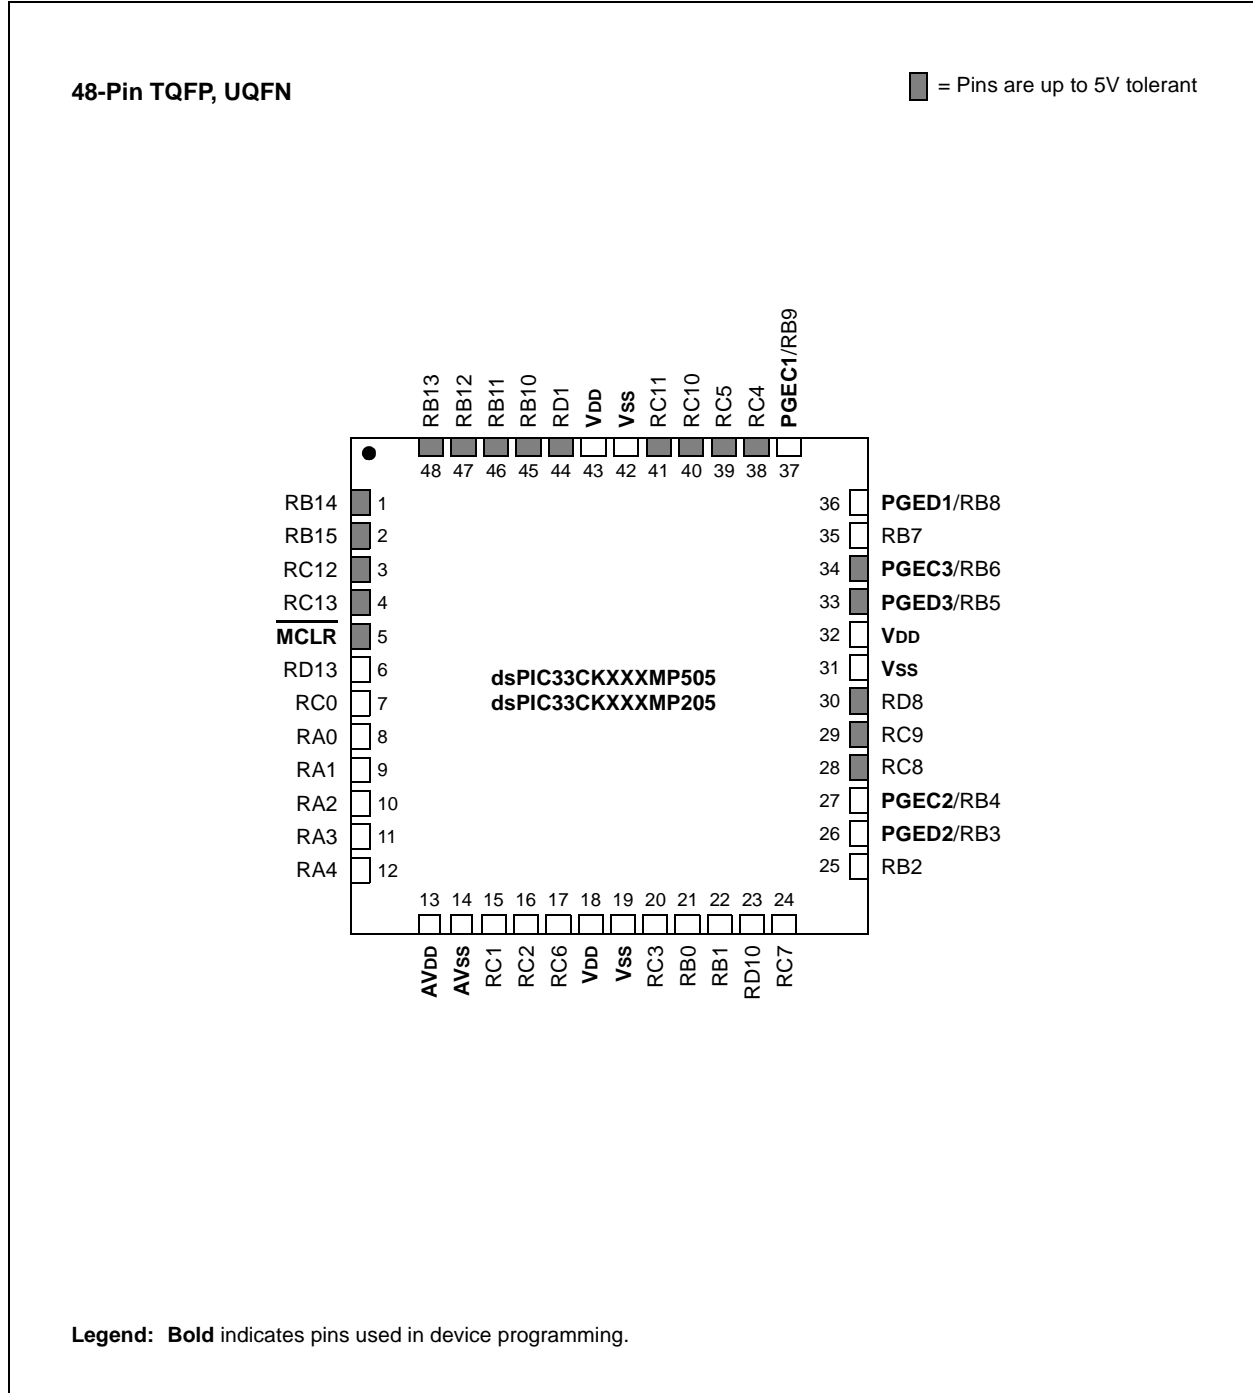 48-Pin TQFP, UQFN
= Pins are up to 5V tolerant
RB13
RB12
RB11
RB10
RD1
VDD
VSS
RC11
RC10
RC5
RC4
PGEC1/RB9
48 47 46 45 44 43 42 41 40 39 38 37
RB14 1
RB15 2
RC12 3
RC13 4
MCLR 5
RD13 6
RC0 7
RA0 8
RA1 9
RA2 10
RA3 11
RA4 12
dsPIC33CKXXXMP505
dsPIC33CKXXXMP205
36 PGED1/RB8
35 RB7
34 PGEC3/RB6
33 PGED3/RB5
32 VDD
31 VSS
30 RD8
29 RC9
28 RC8
27 PGEC2/RB4
26 PGED2/RB3
25 RB2
13 14 15 16 17 18 19 20 21 22 23 24
AVDD
AVSS
RC1
RC2
RC6
VDD
VSS
RC3
RB0
RB1
RD10
RC7
Legend: Bold indicates pins used in device programming.